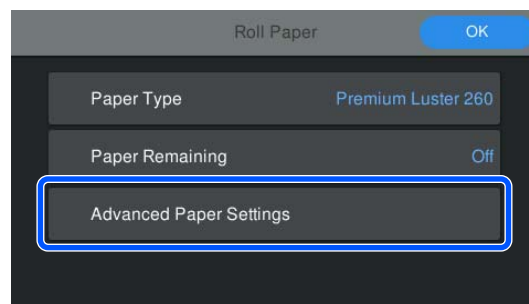 Roll Paper OK
Paper Type Premium Luster 260
Paper Remaining Off
Advanced Paper Settings